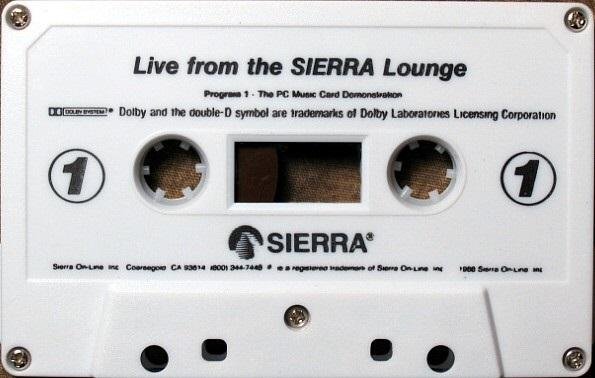 Live from the SIERRA Lounge
Program 1 - The PC Music Card Demonstration
DOLBY SYSTEM ® Dolby and the double-D symbol are trademarks of Dolby Laboratories Licensing Corporation
1 1
SIERRA®
Sierra On-Line Inc Coarsegold CA 93614 (800) 344-7448 ® is a registered trademark of Sierra On-Line Inc 1988 Sierra On-Line Inc